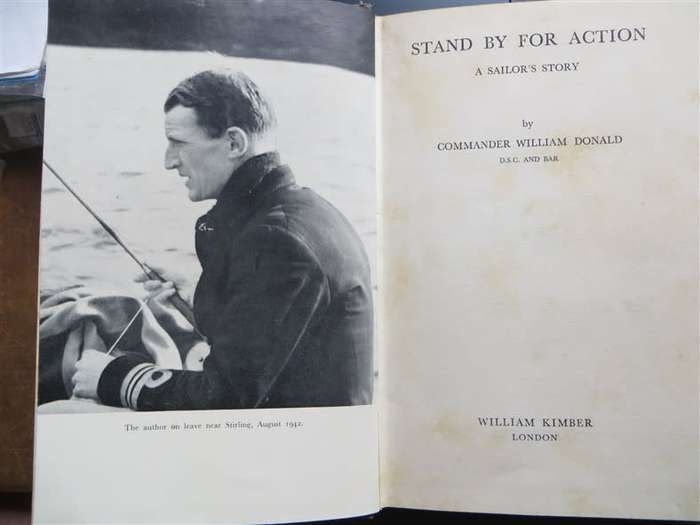 The author on leave near Stirling, August 1942.
STAND BY FOR ACTION
A SAILOR'S STORY
by
COMMANDER WILLIAM DONALD
D.S.C. AND BAR
WILLIAM KIMBER
LONDON